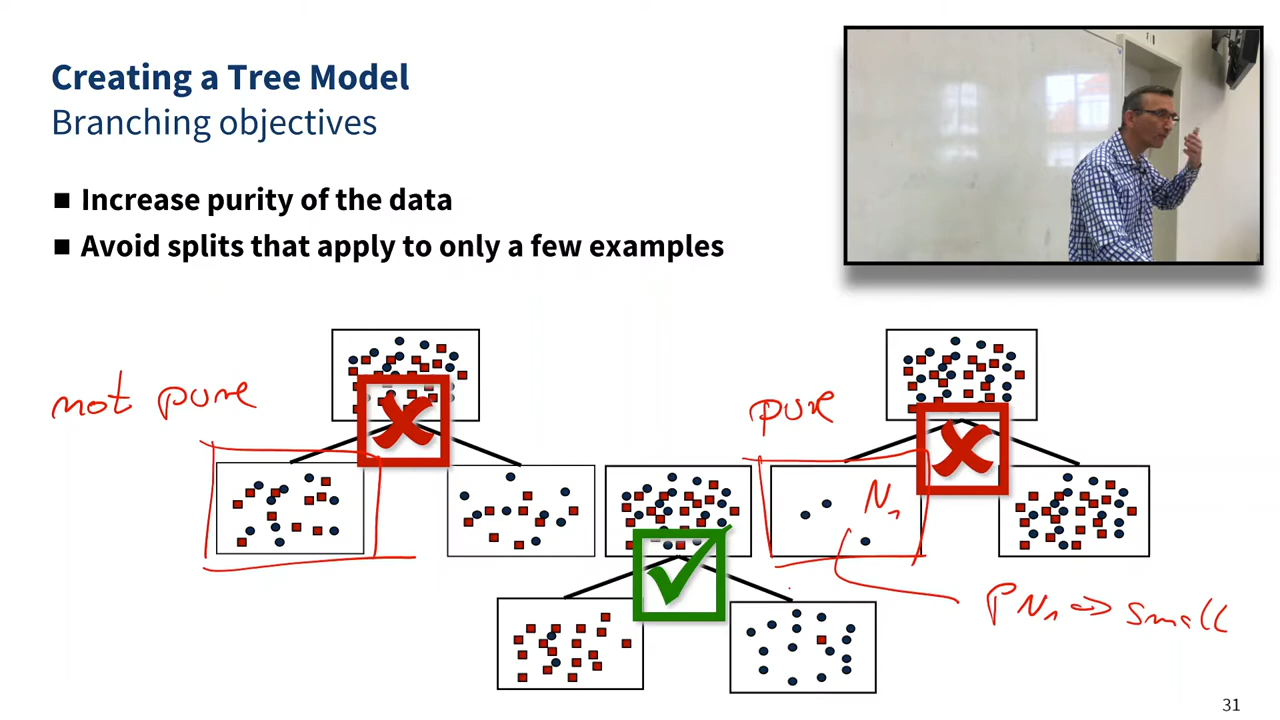 Creating a Tree Model
Branching objectives
■ Increase purity of the data
■ Avoid splits that apply to only a few examples
not pure
pure
N₁
PN₁ => small
31